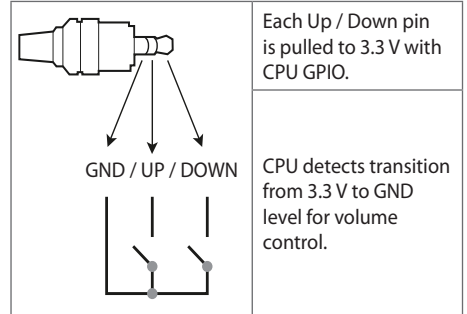 Each Up / Down pin
is pulled to 3.3 V with
CPU GPIO.
GND / UP / DOWN
CPU detects transition
from 3.3 V to GND
level for volume
control.